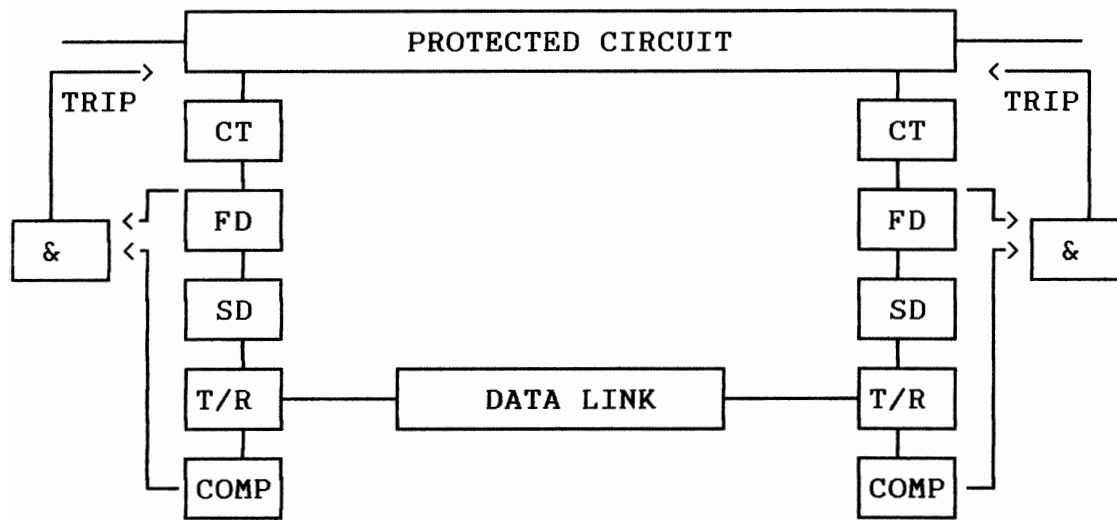 PROTECTED CIRCUIT
TRIP TRIP
CT CT
FD FD
& &
SD SD
T/R DATA LINK T/R
COMP COMP